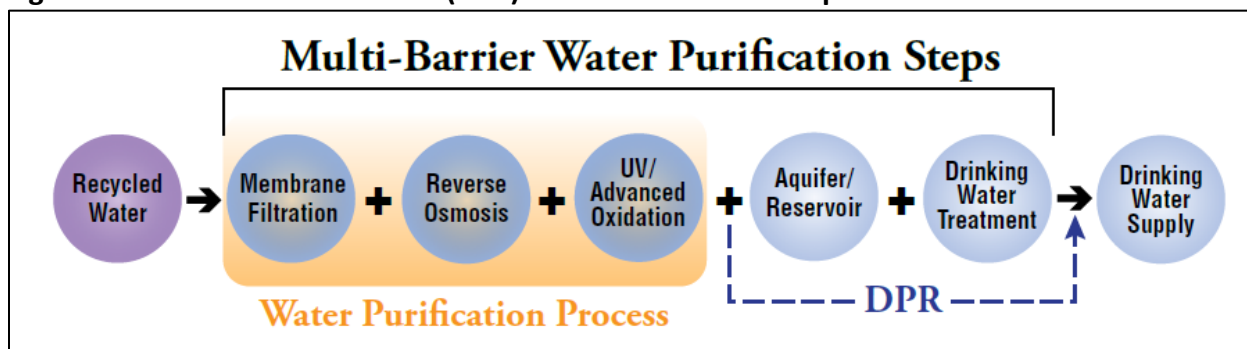 Multi-Barrier Water Purification Steps
Recycled
Water
Membrane
Filtration
Reverse
Osmosis
UV/
Advanced
Oxidation
Aquifer/
Reservoir
Drinking
Water
Treatment
Drinking
Water
Supply
Water Purification Process
DPR